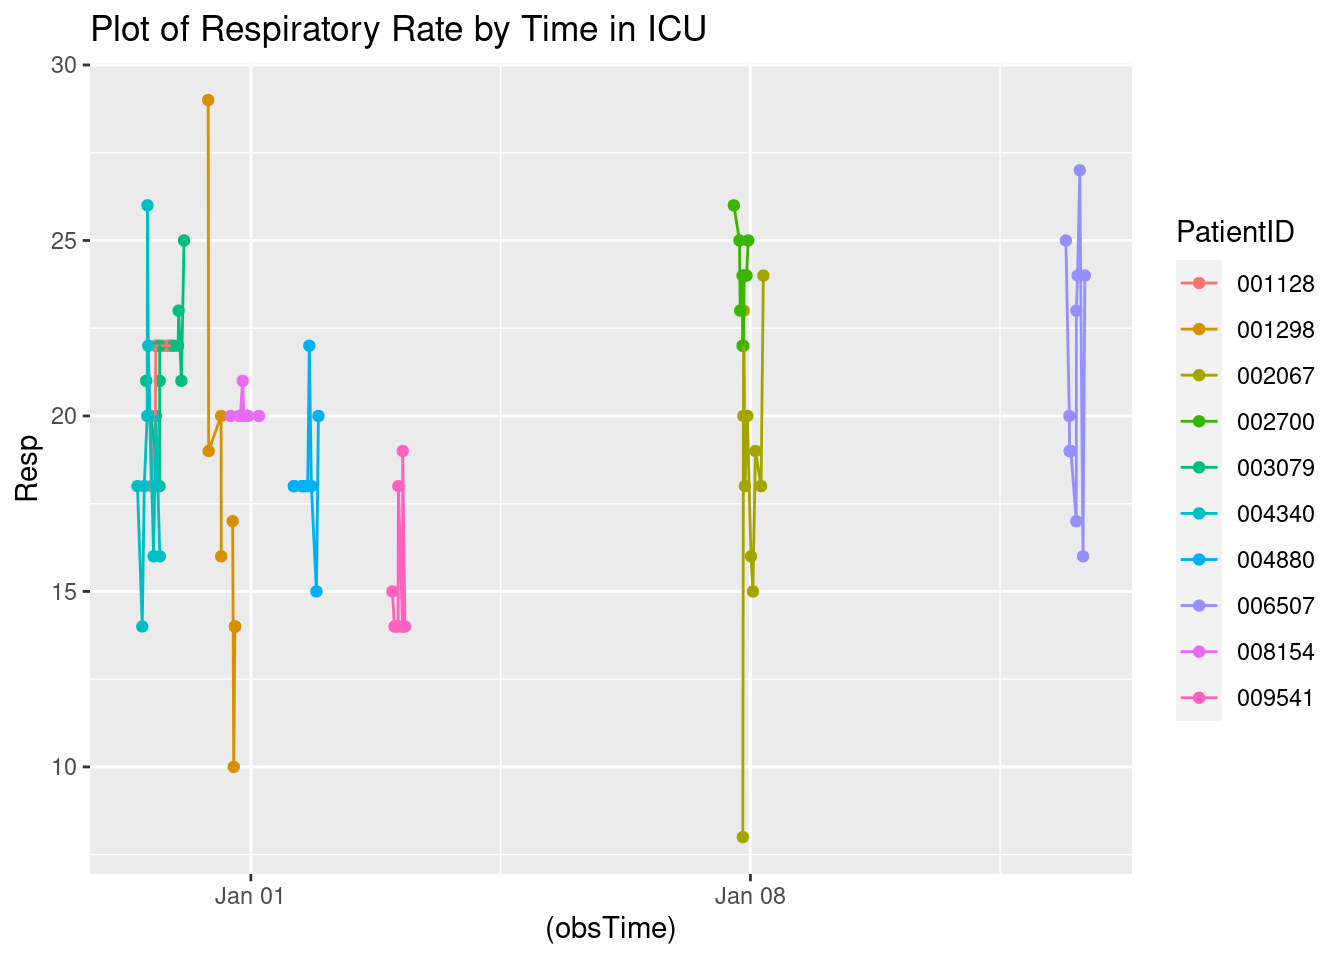 Plot of Respiratory Rate by Time in ICU
30
25
20
15
10
Resp
Jan 01
Jan 08
(obsTime)
PatientID
001128
001298
002067
002700
003079
004340
004880
006507
008154
009541